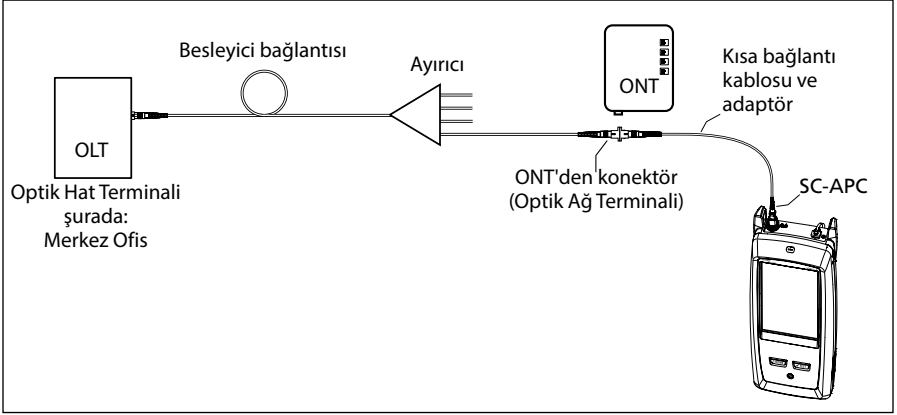 Besleyici bağlantısı
Ayırıcı
ONT
Kısa bağlantı
kablosu ve
adaptör
OLT
Optik Hat Terminali
şurada:
Merkez Ofis
ONT'den konektör
(Optik Ağ Terminali)
SC-APC